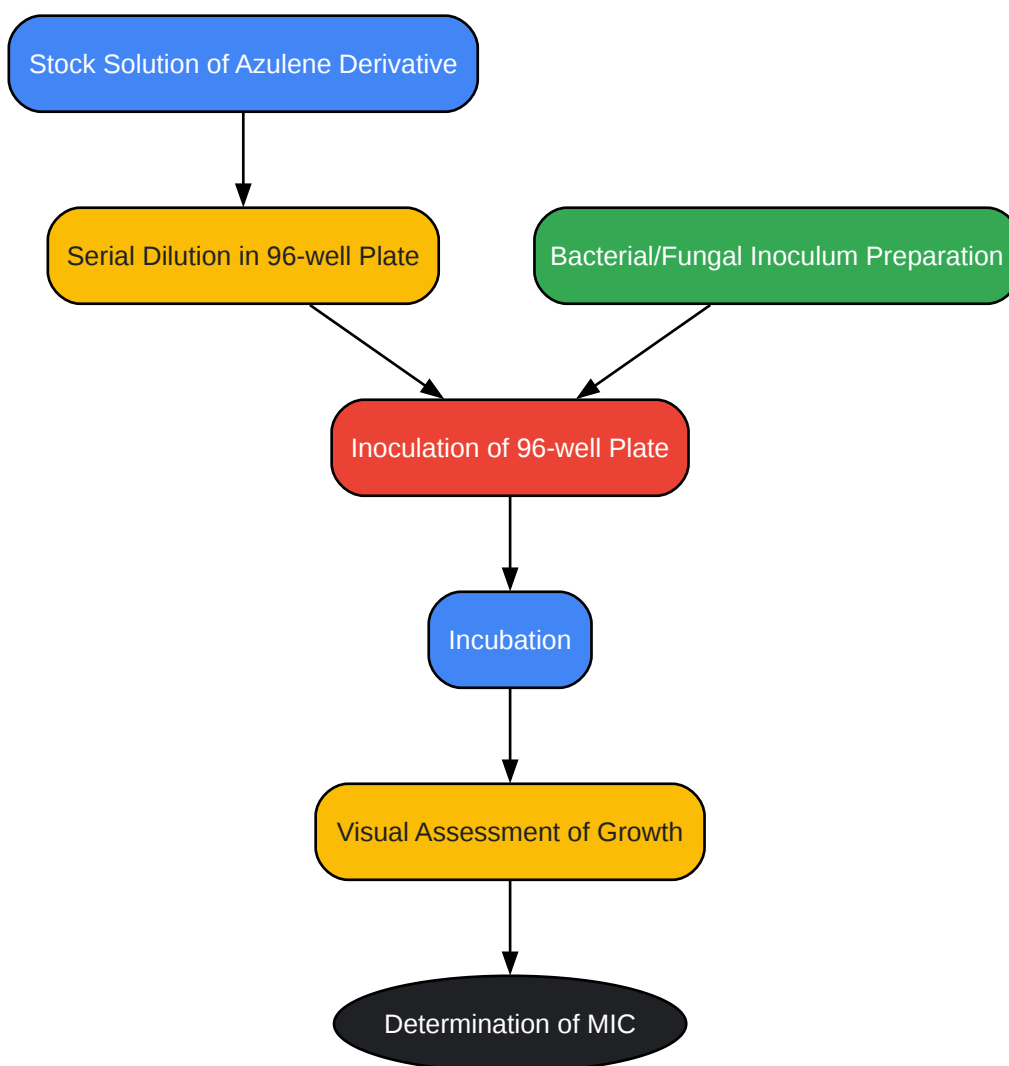 Stock Solution of Azulene Derivative
Serial Dilution in 96-well Plate
Bacterial/Fungal Inoculum Preparation
Inoculation of 96-well Plate
Incubation
Visual Assessment of Growth
Determination of MIC